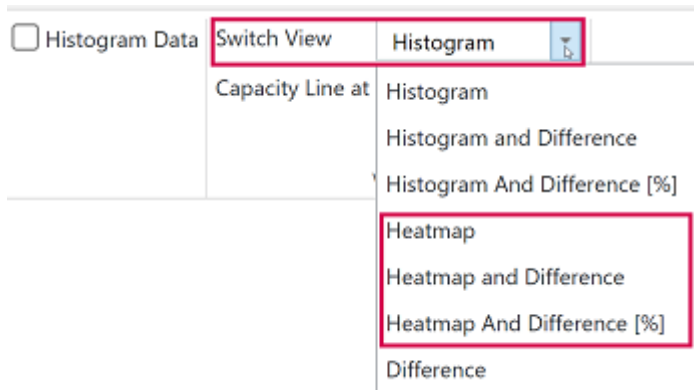 Histogram Data Switch View Histogram
Capacity Line at Histogram
Histogram and Difference
Histogram And Difference [%]
Heatmap
Heatmap and Difference
Heatmap And Difference [%]
Difference